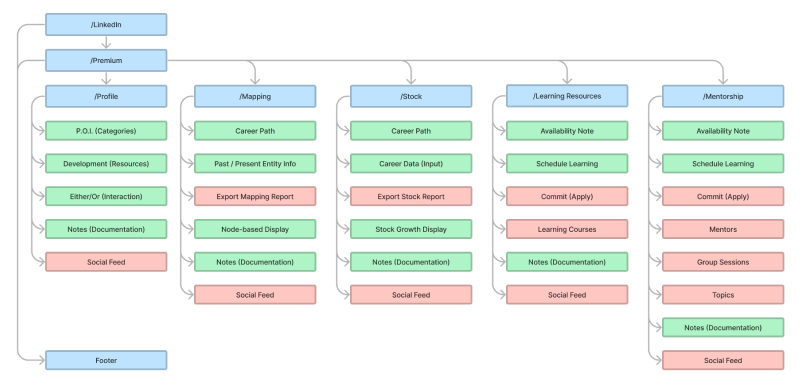 /LinkedIn
/Premium
/Profile
P.O.I. (Categories)
Development (Resources)
Either/Or (Interaction)
Notes (Documentation)
Social Feed
Footer
/Mapping
Career Path
Past / Present Entity Info
Export Mapping Report
Node-based Display
Notes (Documentation)
Social Feed
/Stock
Career Path
Career Data (Input)
Export Stock Report
Stock Growth Display
Notes (Documentation)
Social Feed
/Learning Resources
Availability Note
Schedule Learning
Commit (Apply)
Learning Courses
Notes (Documentation)
Social Feed
/Mentorship
Availability Note
Schedule Learning
Commit (Apply)
Mentors
Group Sessions
Topics
Notes (Documentation)
Social Feed